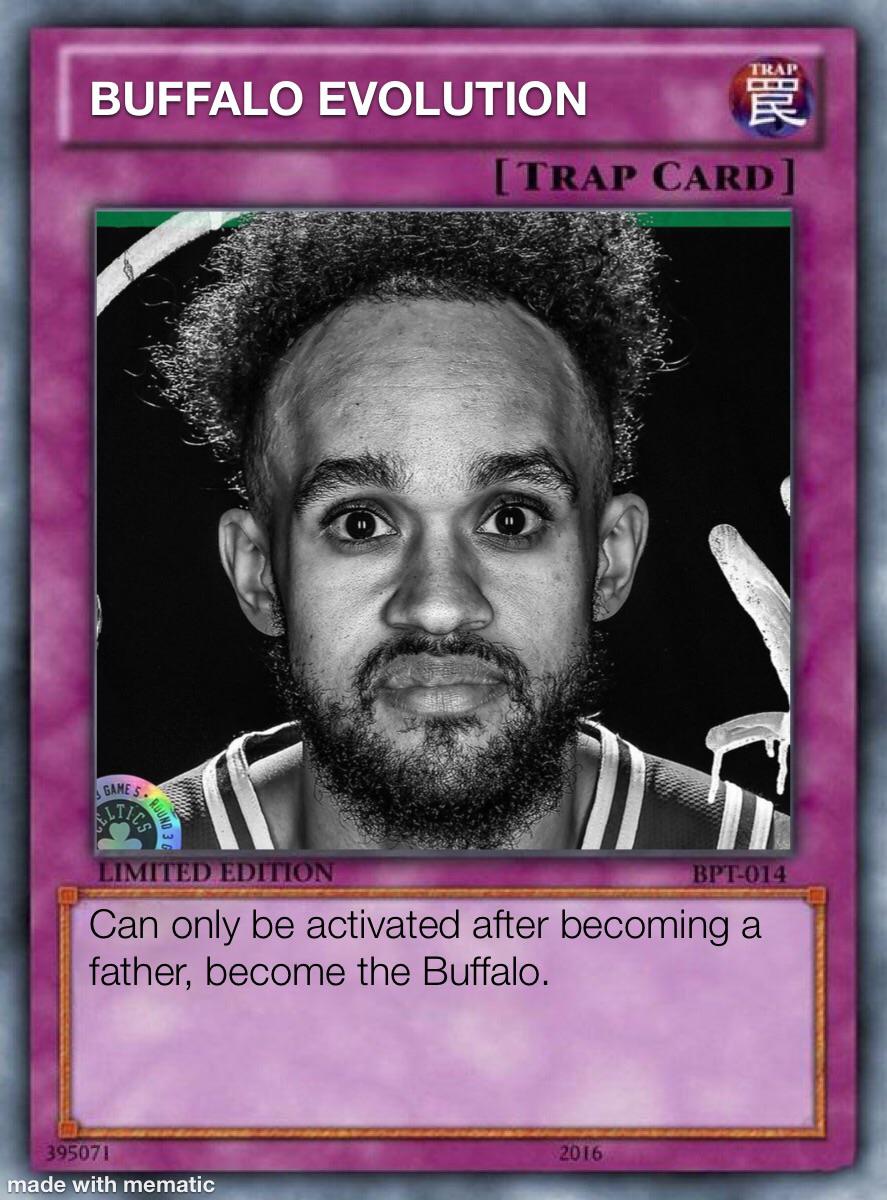 BUFFALO EVOLUTION
TRAP
罠
[TRAP CARD]
GAME 5 • ROUND 3 G
CELTICS
LIMITED EDITION
BPT-014
Can only be activated after becoming a
father, become the Buffalo.
395071
2016
made with mematic